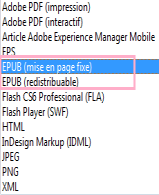 Adobe PDF (impression)
Adobe PDF (interactif)
Article Adobe Experience Manager Mobile
EPS
EPUB (mise en page fixe)
EPUB (redistribuable)
Flash CS6 Professional (FLA)
Flash Player (SWF)
HTML
InDesign Markup (IDML)
JPEG
PNG
XML